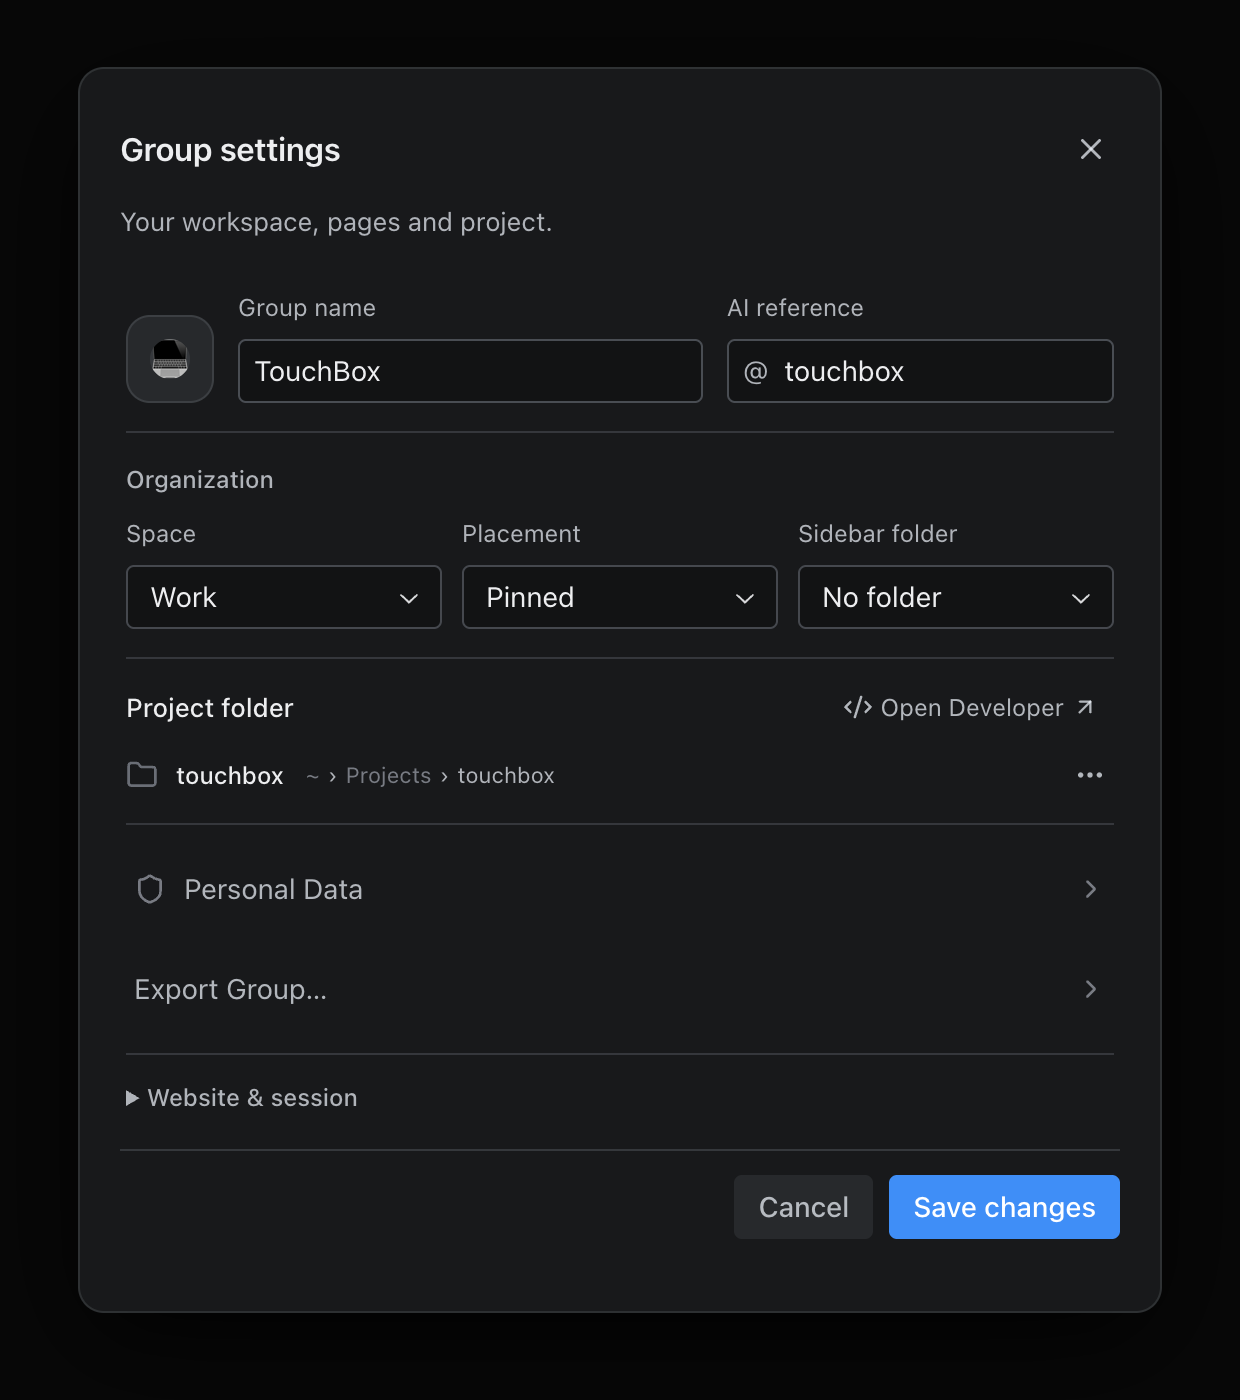 Group settings
Your workspace, pages and project.
Group name
AI reference
TouchBox
@ touchbox
Organization
Space
Placement
Sidebar folder
Work
Pinned
No folder
Project folder
</> Open Developer
touchbox ~ › Projects › touchbox
Personal Data
Export Group...
Website & session
Cancel
Save changes